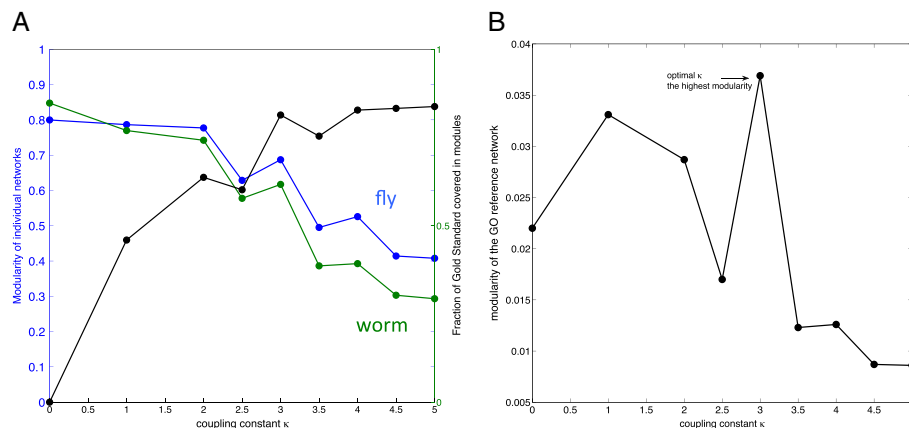 A
B
Modularity of individual networks
1
0.9
0.8
0.7
0.6
0.5
0.4
0.3
0.2
0.1
0
0 0.5 1 1.5 2 2.5 3 3.5 4 4.5 5
coupling constant κ
fly
worm
1
0.5
0
Fraction of Gold Standard covered in modules
modularity of the GO reference network
0.04
0.035
0.03
0.025
0.02
0.015
0.01
0.005
optimal κ
the highest modularity
0 0.5 1 1.5 2 2.5 3 3.5 4 4.5
coupling constant κ